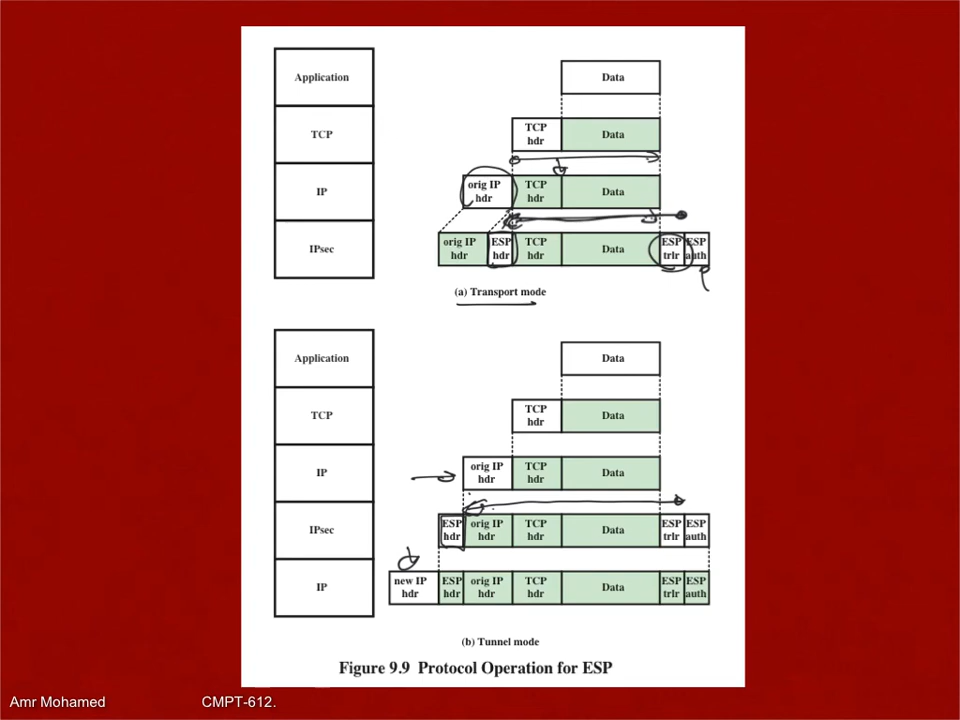 Application
Data
TCP
TCP
hdr
Data
IP
orig IP
hdr
TCP
hdr
Data
IPsec
orig IP
hdr
ESP
hdr
TCP
hdr
Data
ESP
trlr
ESP
auth
(a) Transport mode
Application
Data
TCP
TCP
hdr
Data
IP
orig IP
hdr
TCP
hdr
Data
IPsec
ESP
hdr
orig IP
hdr
TCP
hdr
Data
ESP
trlr
ESP
auth
IP
new IP
hdr
ESP
hdr
orig IP
hdr
TCP
hdr
Data
ESP
trlr
ESP
auth
(b) Tunnel mode
Figure 9.9 Protocol Operation for ESP
Amr Mohamed
CMPT-612.